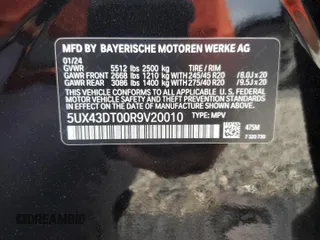 MFD BY BAYERISCHE MOTOREN WERKE AG
01/24
GVWR 5512 lbs 2500 kg TIRE / RIM
GAWR FRONT 2668 lbs 1210 kg 245/45 R20 / 8.0J x 20
GAWR REAR 3086 lbs 1400 kg 275/40 R20 / 9.5J x 20
THIS VEHICLE CONFORMS TO ALL APPLICABLE U. S. FEDERAL
MOTOR VEHICLE SAFETY, BUMPER, AND THEFT PREVENTION
STANDARDS IN EFFECT ON THE DATE OF MANUFACTURE
SHOWN ABOVE.
5UX43DT00R9V20010 TYPE: MPV
475M
DREAMBID